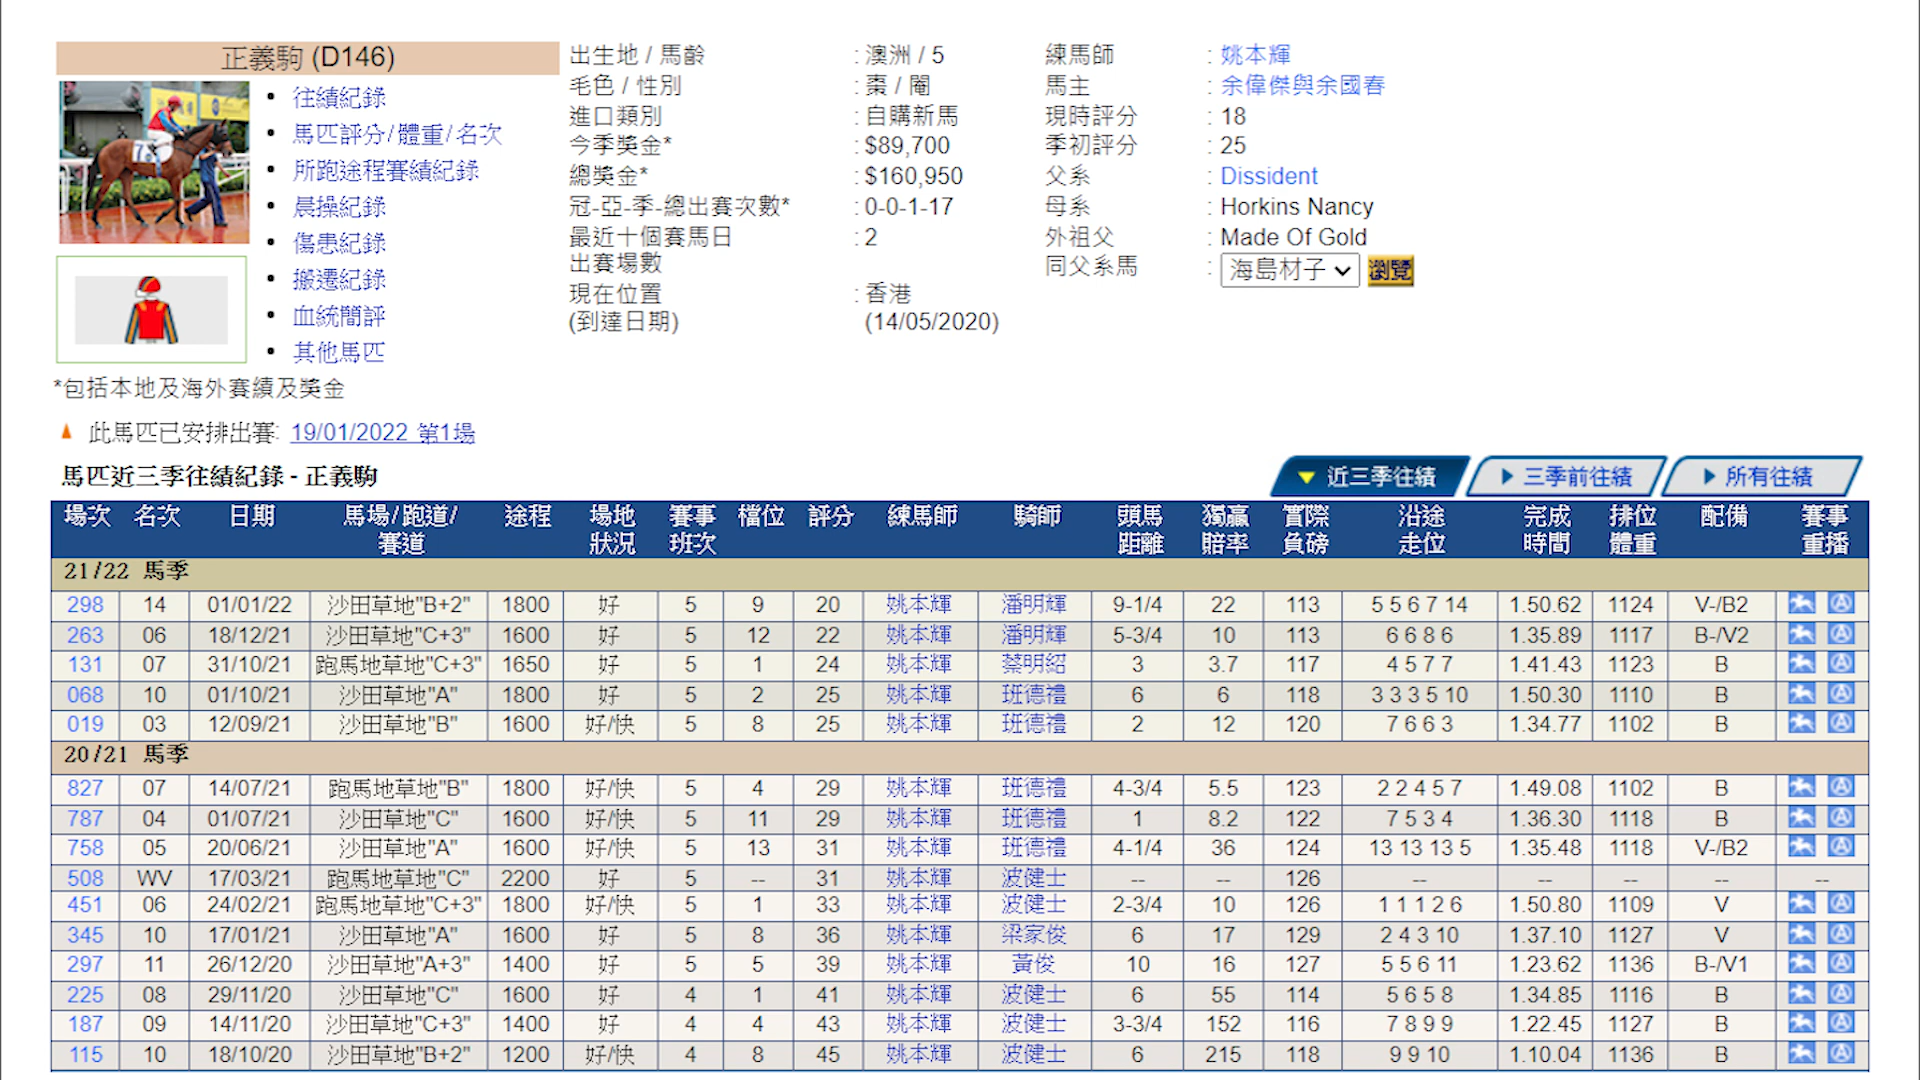 正義駒 (D146)
往績紀錄
馬匹評分/體重/名次
所跑途程賽績紀錄
晨操紀錄
傷患紀錄
搬遷紀錄
血統簡評
其他馬匹
出生地 / 馬齡 : 澳洲 / 5
毛色 / 性別 : 棗 / 閹
進口類別 : 自購新馬
今季獎金* : $89,700
總獎金* : $160,950
冠-亞-季-總出賽次數* : 0-0-1-17
最近十個賽馬日 : 2
出賽場數
現在位置 : 香港
(到達日期) (14/05/2020)
練馬師 : 姚本輝
馬主 : 余偉傑與余國春
現時評分 : 18
季初評分 : 25
父系 : Dissident
母系 : Horkins Nancy
外祖父 : Made Of Gold
同父系馬 : 海島材子 瀏覽
*包括本地及海外賽績及獎金
此馬匹已安排出賽: 19/01/2022 第1場
馬匹近三季往績紀錄 - 正義駒
近三季往績 三季前往績 所有往績
場次 名次 日期 馬場/跑道/ 途程 場地 賽事 檔位 評分 練馬師 騎師 頭馬 獨贏 實際 沿途 完成 排位 配備 賽事
賽道 狀況 班次 距離 賠率 負磅 走位 時間 體重 重播
21/22 馬季
298 14 01/01/22 沙田草地"B+2" 1800 好 5 9 20 姚本輝 潘明輝 9-1/4 22 113 5 5 6 7 14 1.50.62 1124 V-/B2
263 06 18/12/21 沙田草地"C+3" 1600 好 5 12 22 姚本輝 潘明輝 5-3/4 10 113 6 6 8 6 1.35.89 1117 B-/V2
131 07 31/10/21 跑馬地草地"C+3" 1650 好 5 1 24 姚本輝 蔡明紹 3 3.7 117 4 5 7 7 1.41.43 1123 B
068 10 01/10/21 沙田草地"A" 1800 好 5 2 25 姚本輝 班德禮 6 6 118 3 3 3 5 10 1.50.30 1110 B
019 03 12/09/21 沙田草地"B" 1600 好/快 5 8 25 姚本輝 班德禮 2 12 120 7 6 6 3 1.34.77 1102 B
20/21 馬季
827 07 14/07/21 跑馬地草地"B" 1800 好/快 5 4 29 姚本輝 班德禮 4-3/4 5.5 123 2 2 4 5 7 1.49.08 1102 B
787 04 01/07/21 沙田草地"C" 1600 好/快 5 11 29 姚本輝 班德禮 1 8.2 122 7 5 3 4 1.36.30 1118 B
758 05 20/06/21 沙田草地"A" 1600 好/快 5 13 31 姚本輝 班德禮 4-1/4 36 124 13 13 13 5 1.35.48 1118 V-/B2
508 WV 17/03/21 跑馬地草地"C" 2200 好 5 -- 31 姚本輝 波健士 -- -- 126 -- -- -- -- --
451 06 24/02/21 跑馬地草地"C+3" 1800 好/快 5 1 33 姚本輝 波健士 2-3/4 10 126 1 1 1 2 6 1.50.80 1109 V
345 10 17/01/21 沙田草地"A" 1600 好 5 8 36 姚本輝 梁家俊 6 17 129 2 4 3 10 1.37.10 1127 V
297 11 26/12/20 沙田草地"A+3" 1400 好 5 5 39 姚本輝 黃俊 10 16 127 5 5 6 11 1.23.62 1136 B-/V1
225 08 29/11/20 沙田草地"C" 1600 好 4 1 41 姚本輝 波健士 6 55 114 5 6 5 8 1.34.85 1116 B
187 09 14/11/20 沙田草地"C+3" 1400 好 4 4 43 姚本輝 波健士 3-3/4 152 116 7 8 9 9 1.22.45 1127 B
115 10 18/10/20 沙田草地"B+2" 1200 好/快 4 8 45 姚本輝 波健士 6 215 118 9 9 10 1.10.04 1136 B